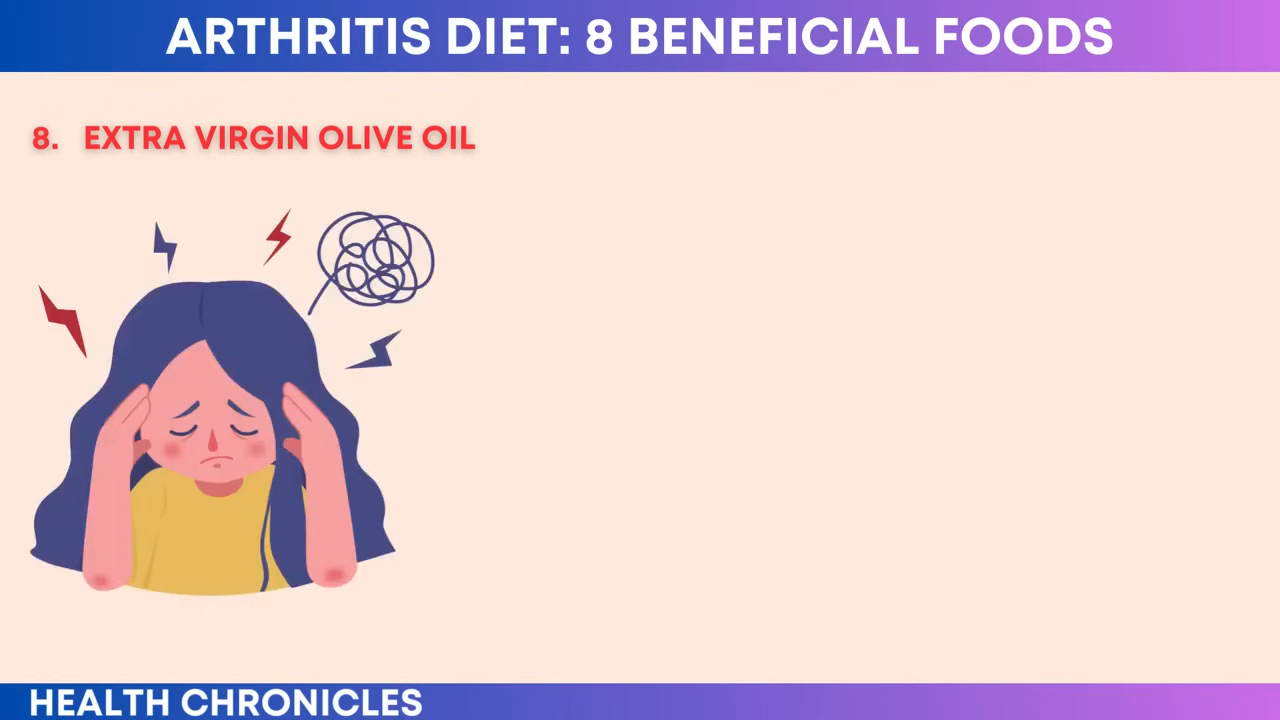 ARTHRITIS DIET: 8 BENEFICIAL FOODS
8. EXTRA VIRGIN OLIVE OIL
HEALTH CHRONICLES